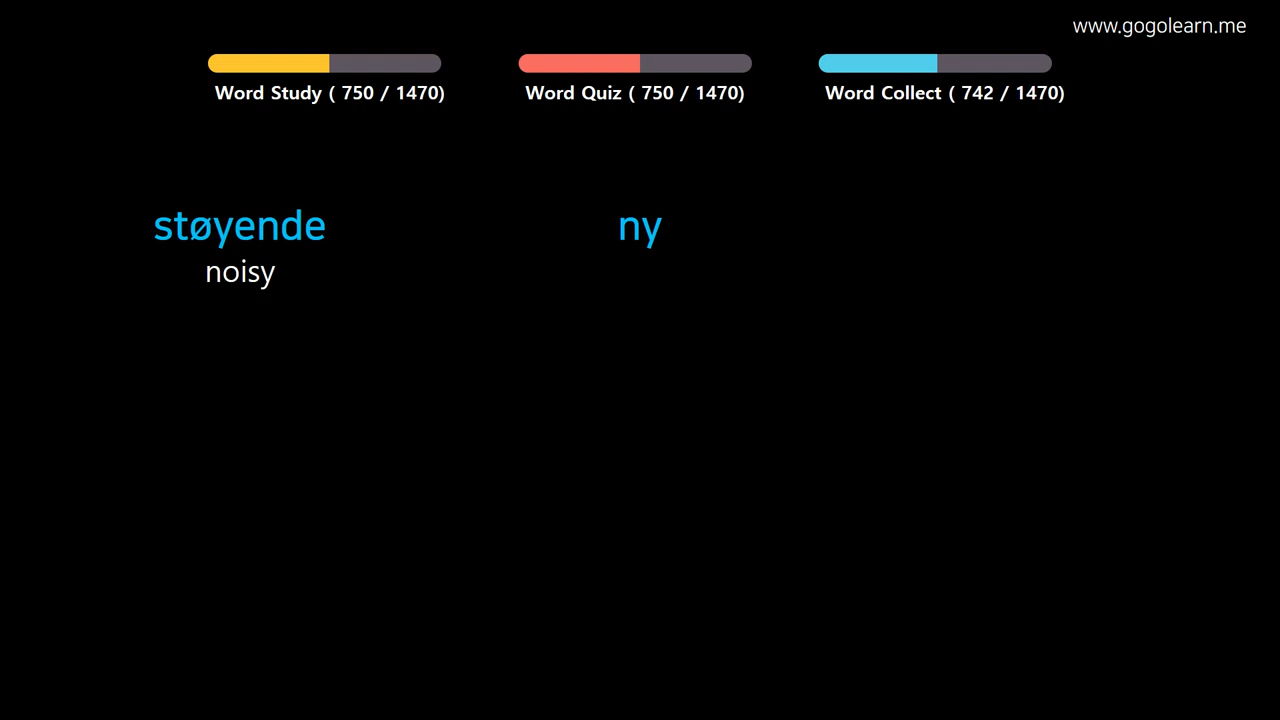 www.gogolearn.me
Word Study ( 750 / 1470)
Word Quiz ( 750 / 1470)
Word Collect ( 742 / 1470)
støyende
noisy
ny